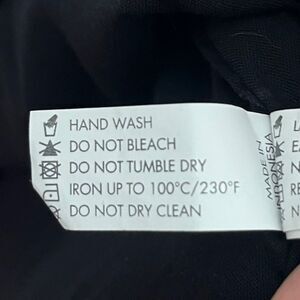 HAND WASH
DO NOT BLEACH
DO NOT TUMBLE DRY
IRON UP TO 100°C/230°F
DO NOT DRY CLEAN
MADE IN
INDONESIA